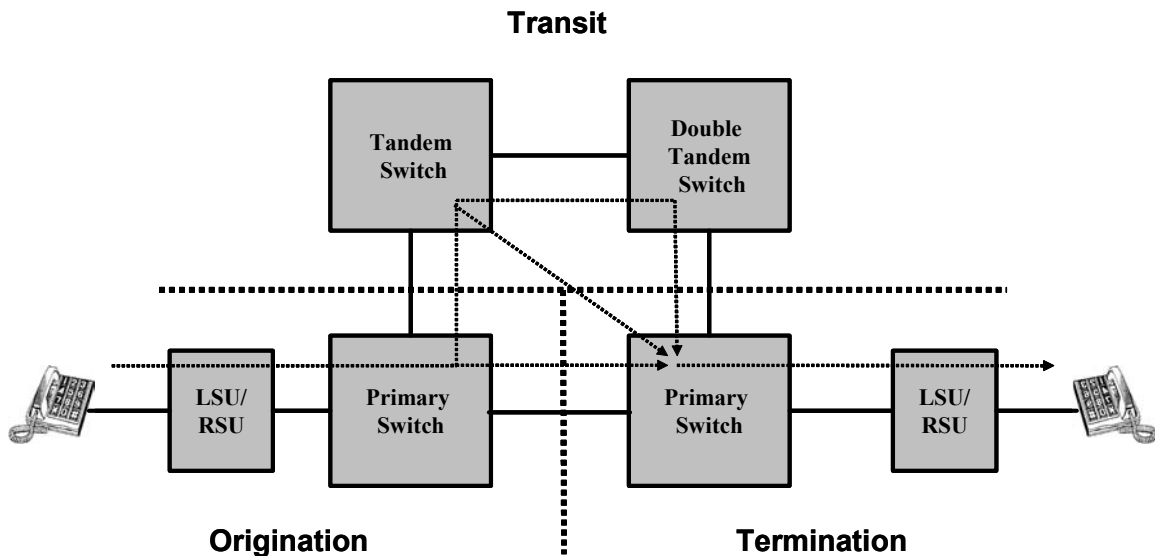 Transit
Tandem
Switch
Double
Tandem
Switch
LSU/
RSU
Primary
Switch
Primary
Switch
LSU/
RSU
Origination
Termination